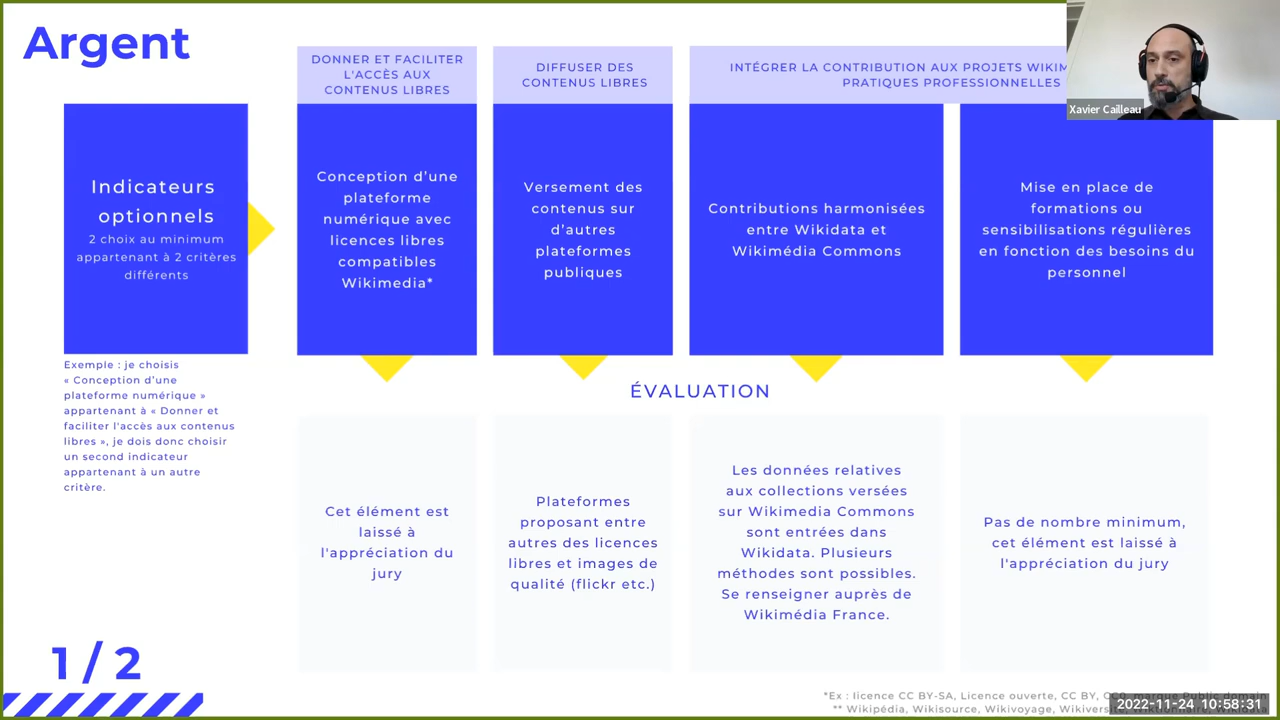 Argent
DONNER ET FACILITER
L'ACCÈS AUX
CONTENUS LIBRES
DIFFUSER DES
CONTENUS LIBRES
INTÉGRER LA CONTRIBUTION AUX PROJETS
PRATIQUES PROFESSIONNELLES
Xavier Cailleau
Indicateurs
optionnels
2 choix au minimum
appartenant à 2 critères
différents
Conception d’une
plateforme
numérique avec
licences libres
compatibles
Wikimedia*
Versement des
contenus sur
d’autres
plateformes
publiques
Contributions harmonisées
entre Wikidata et
Wikimédia Commons
Mise en place de
formations ou
sensibilisations régulières
en fonction des besoins du
personnel
Exemple : je choisis
« Conception d’une
plateforme numérique »
appartenant à « Donner et
faciliter l'accès aux contenus
libres », je dois donc choisir
un second indicateur
appartenant à un autre
critère.
ÉVALUATION
Cet élément est
laissé à
l'appréciation du
jury
Plateformes
proposant entre
autres des licences
libres et images de
qualité (flickr etc.)
Les données relatives
aux collections versées
sur Wikimedia Commons
sont entrées dans
Wikidata. Plusieurs
méthodes sont possibles.
Se renseigner auprès de
Wikimédia France.
Pas de nombre minimum,
cet élément est laissé à
l'appréciation du jury
1 / 2
*Ex : licence CC BY-SA, Licence ouverte, CC BY, CC0, marque Public domain
** Wikipédia, Wikisource, Wikivoyage,
2022-11-24 10:58:31